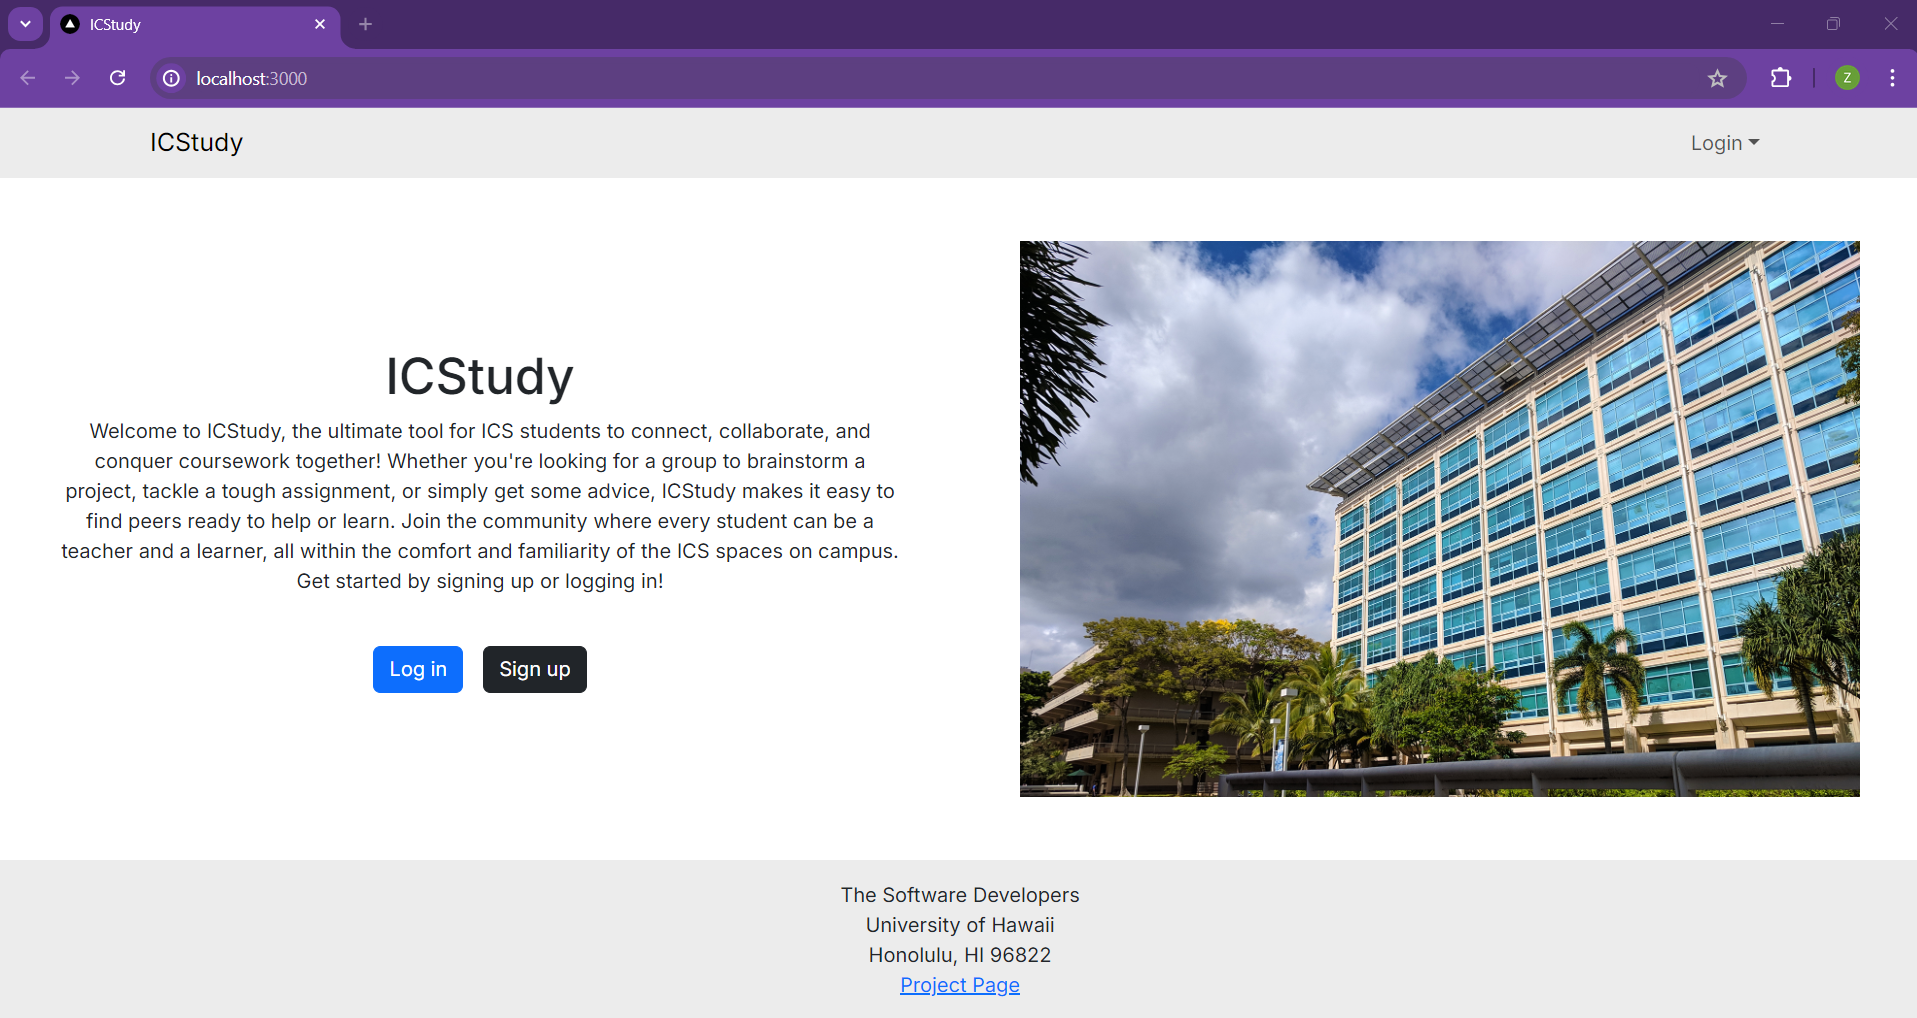 ICStudy
localhost:3000
Z
ICStudy
Login
ICStudy
Welcome to ICStudy, the ultimate tool for ICS students to connect, collaborate, and
conquer coursework together! Whether you're looking for a group to brainstorm a
project, tackle a tough assignment, or simply get some advice, ICStudy makes it easy to
find peers ready to help or learn. Join the community where every student can be a
teacher and a learner, all within the comfort and familiarity of the ICS spaces on campus.
Get started by signing up or logging in!
Log in
Sign up
The Software Developers
University of Hawaii
Honolulu, HI 96822
Project Page